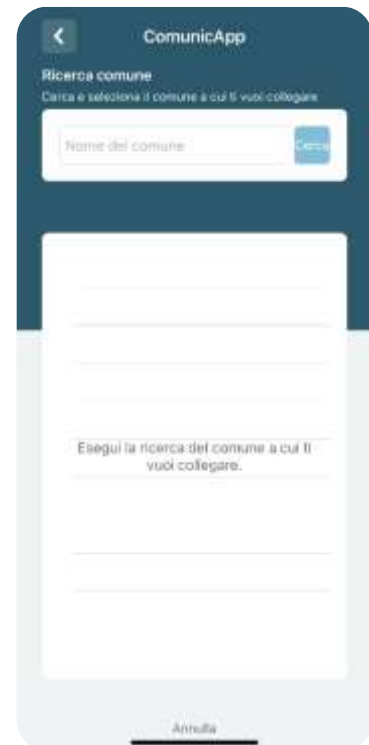 ComunicApp
Ricerca comune
Cerca e seleziona il comune a cui ti vuoi collegare
Nome del comune
Cerca
Esegui la ricerca del comune a cui ti
vuoi collegare.
Annulla